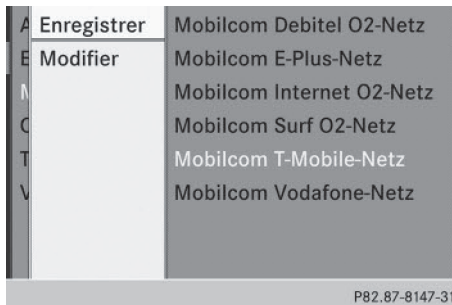 A Enregistrer Mobilcom Debitel O2-Netz
E Modifier Mobilcom E-Plus-Netz
M Mobilcom Internet O2-Netz
C Mobilcom Surf O2-Netz
T Mobilcom T-Mobile-Netz
V Mobilcom Vodafone-Netz
P82.87-8147-31